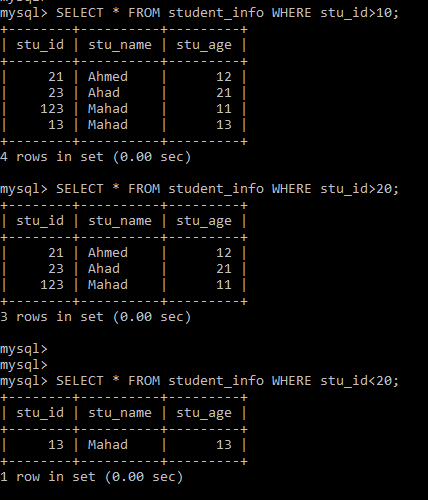 mysql>
mysql> SELECT * FROM student_info WHERE stu_id>10;
+--------+----------+---------+
| stu_id | stu_name | stu_age |
+--------+----------+---------+
|     21 | Ahmed    |      12 |
|     23 | Ahad     |      21 |
|    123 | Mahad    |      11 |
|     13 | Mahad    |      13 |
+--------+----------+---------+
4 rows in set (0.00 sec)
mysql> SELECT * FROM student_info WHERE stu_id>20;
+--------+----------+---------+
| stu_id | stu_name | stu_age |
+--------+----------+---------+
|     21 | Ahmed    |      12 |
|     23 | Ahad     |      21 |
|    123 | Mahad    |      11 |
+--------+----------+---------+
3 rows in set (0.00 sec)
mysql>
mysql>
mysql> SELECT * FROM student_info WHERE stu_id<20;
+--------+----------+---------+
| stu_id | stu_name | stu_age |
+--------+----------+---------+
|     13 | Mahad    |      13 |
+--------+----------+---------+
1 row in set (0.00 sec)